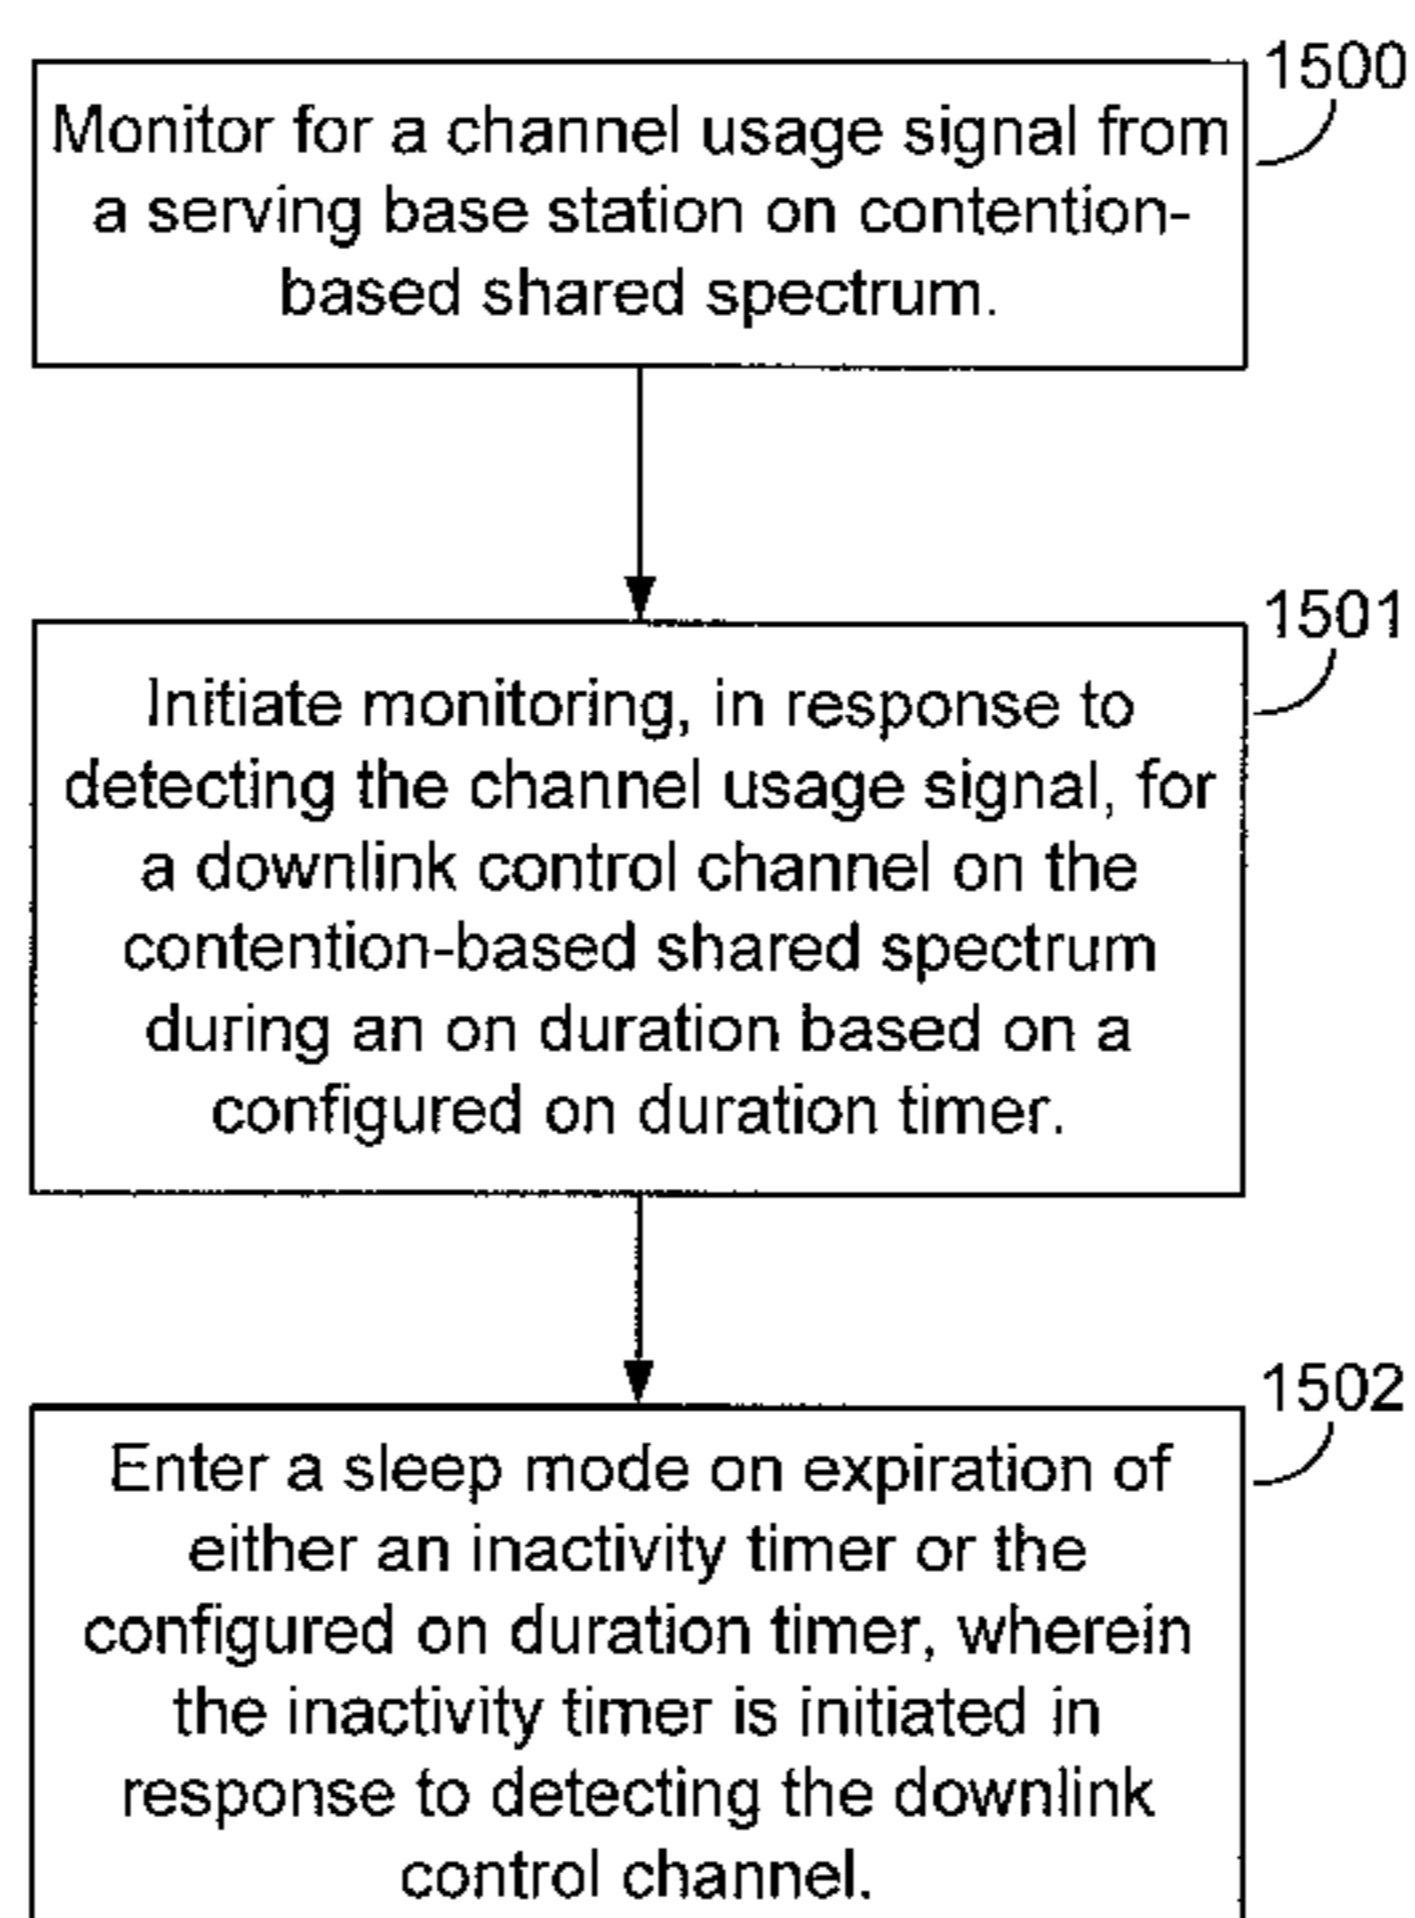 1500
Monitor for a channel usage signal from
a serving base station on contention-
based shared spectrum.
1501
Initiate monitoring, in response to
detecting the channel usage signal, for
a downlink control channel on the
contention-based shared spectrum
during an on duration based on a
configured on duration timer.
1502
Enter a sleep mode on expiration of
either an inactivity timer or the
configured on duration timer, wherein
the inactivity timer is initiated in
response to detecting the downlink
control channel.